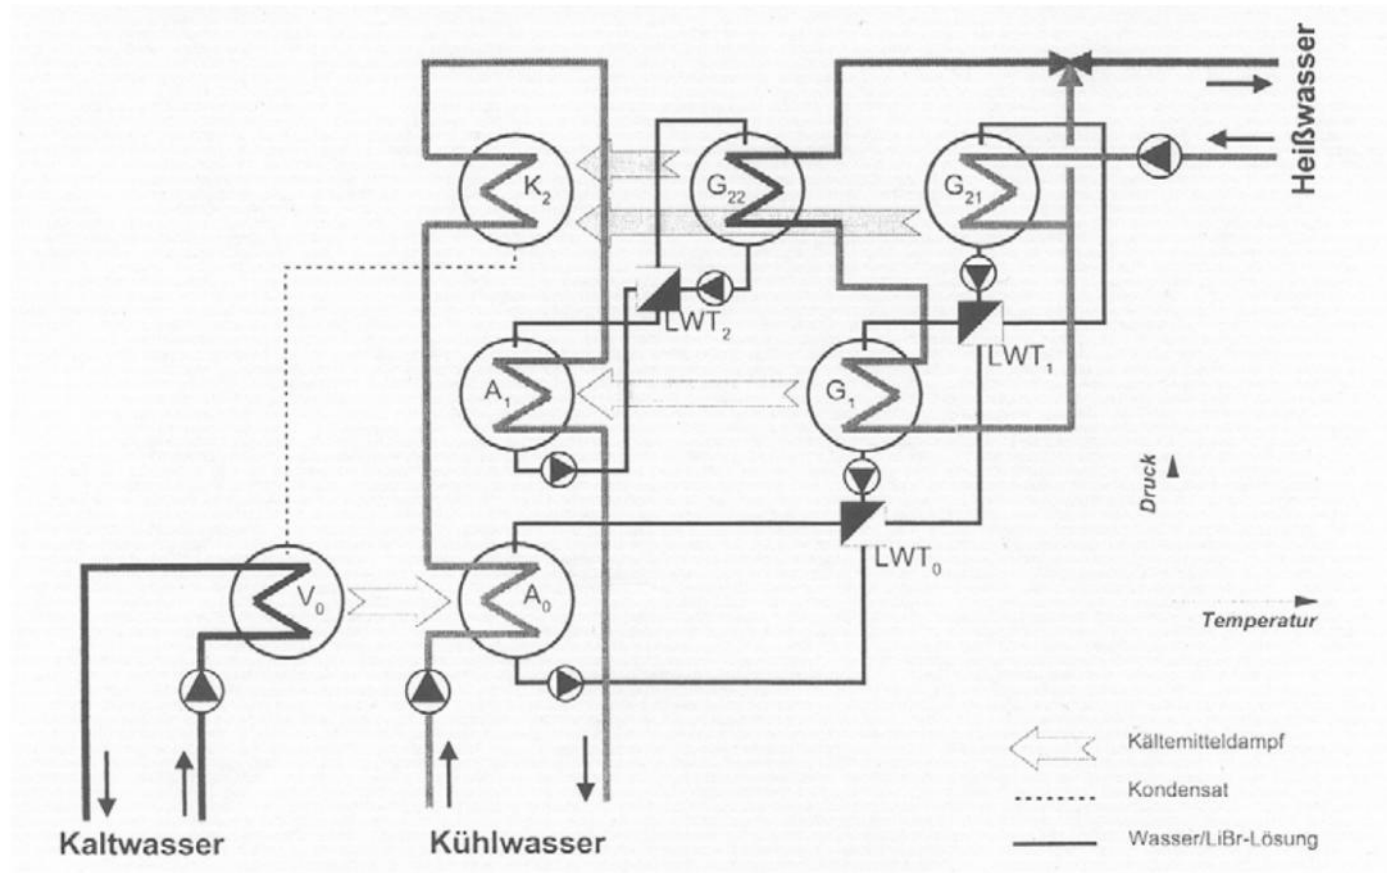 Heißwasser
K2
G22
G21
LWT2
LWT1
A1
G1
Druck
LWT0
V0
A0
Temperatur
Kältemitteldampf
Kondensat
Wasser/LiBr-Lösung
Kaltwasser
Kühlwasser